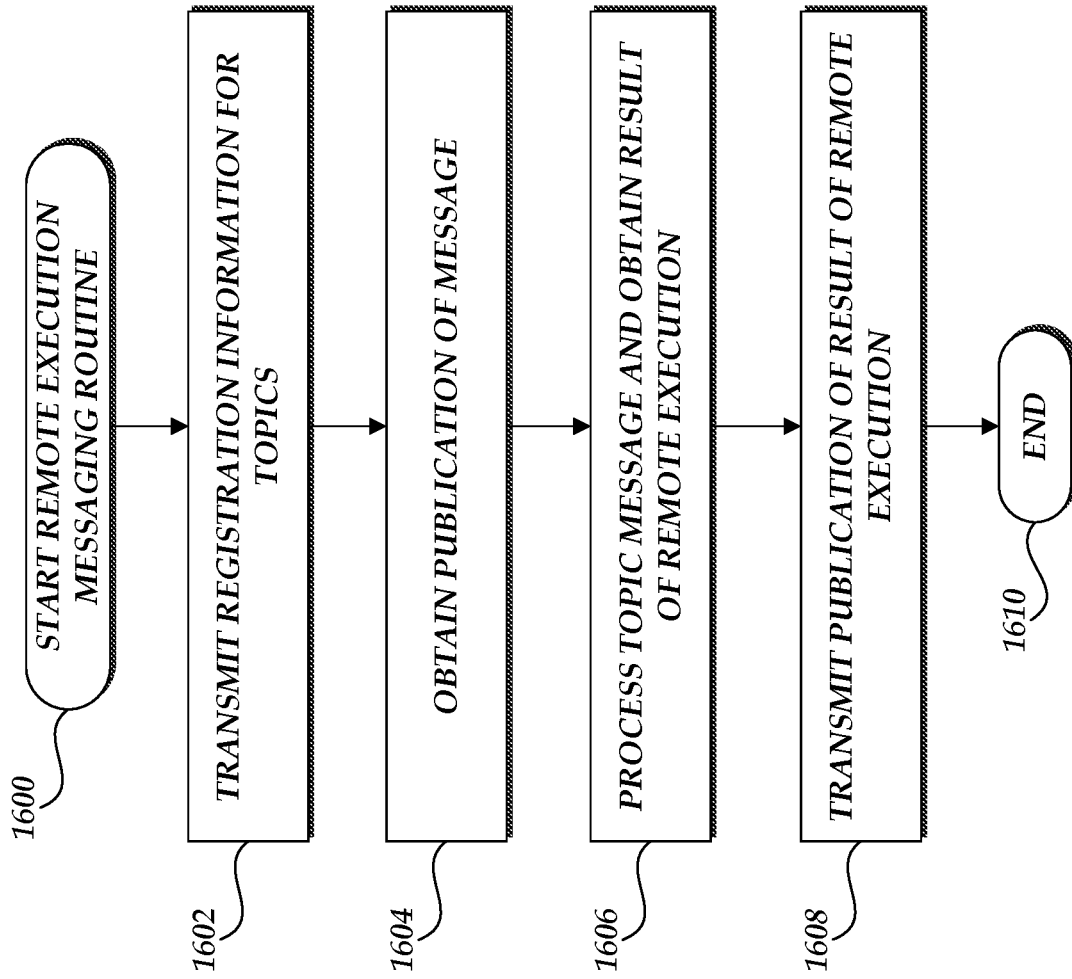 START REMOTE EXECUTION
MESSAGING ROUTINE
1600
TRANSMIT REGISTRATION INFORMATION FOR
TOPICS
1602
OBTAIN PUBLICATION OF MESSAGE
1604
PROCESS TOPIC MESSAGE AND OBTAIN RESULT
OF REMOTE EXECUTION
1606
TRANSMIT PUBLICATION OF RESULT OF REMOTE
EXECUTION
1608
END
1610